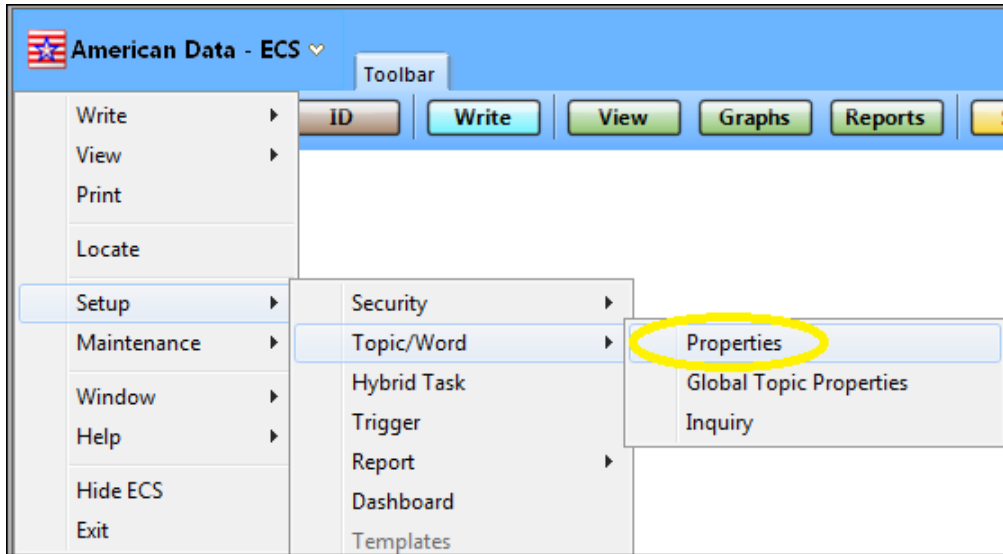 American Data - ECS
Toolbar
ID
Write
View
Graphs
Reports
Write
View
Print
Locate
Setup
Maintenance
Window
Help
Hide ECS
Exit
Security
Topic/Word
Hybrid Task
Trigger
Report
Dashboard
Templates
Properties
Global Topic Properties
Inquiry